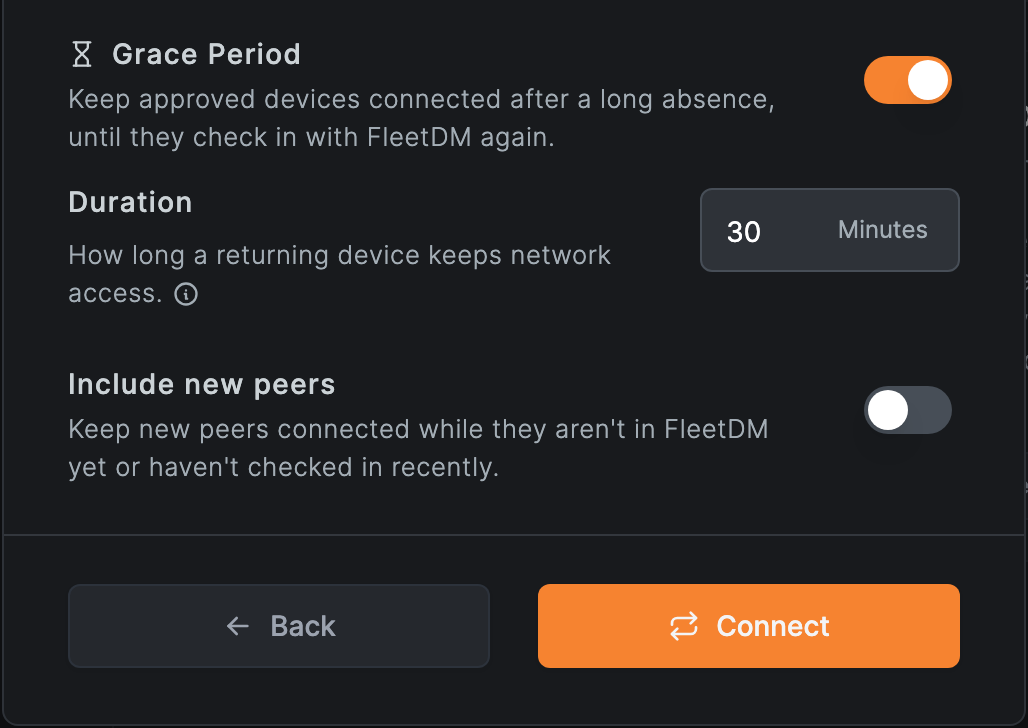 Grace Period
Keep approved devices connected after a long absence,
until they check in with FleetDM again.
Duration
30 Minutes
How long a returning device keeps network
access.
Include new peers
Keep new peers connected while they aren't in FleetDM
yet or haven't checked in recently.
Back
Connect